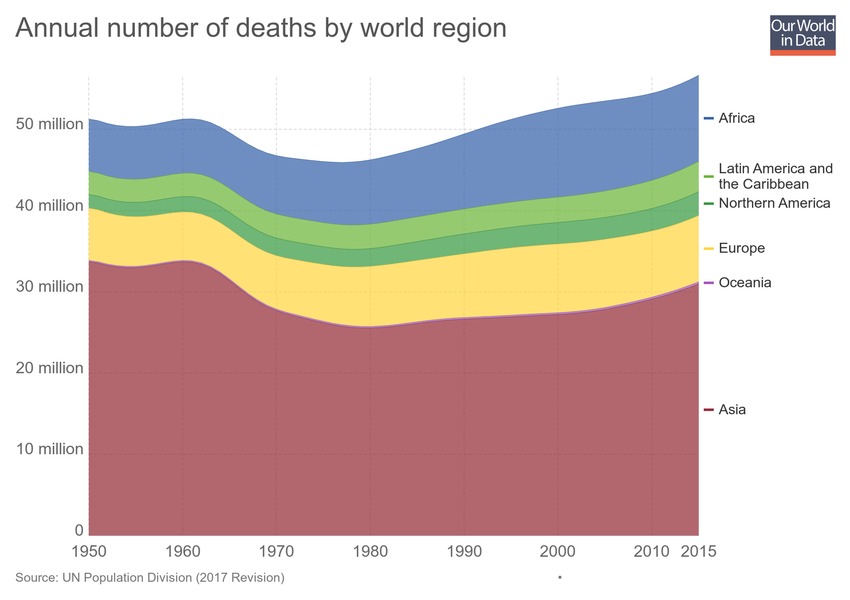 Annual number of deaths by world region
Our World
in Data
50 million
40 million
30 million
20 million
10 million
0
1950 1960 1970 1980 1990 2000 2010 2015
Africa
Latin America and
the Caribbean
Northern America
Europe
Oceania
Asia
Source: UN Population Division (2017 Revision)